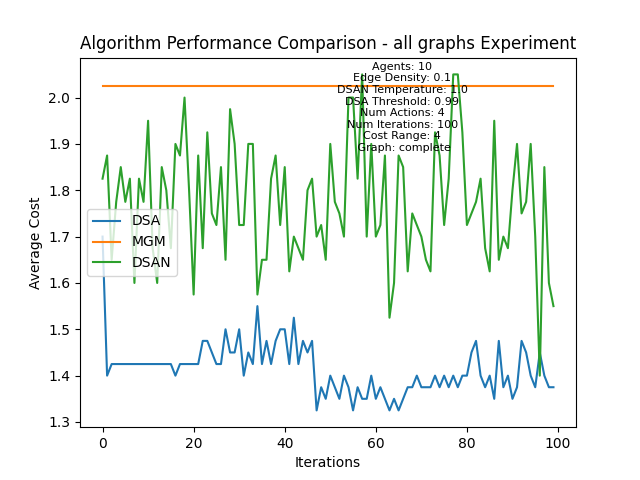 Algorithm Performance Comparison - all graphs Experiment
Agents: 10
Edge Density: 0.1
DSAN Temperature: 1.0
DSA Threshold: 0.99
Num Actions: 4
Num Iterations: 100
Cost Range: 4
Graph: complete
2.0
1.9
1.8
1.7
1.6
1.5
1.4
1.3
Average Cost
DSA
MGM
DSAN
0 20 40 60 80 100
Iterations